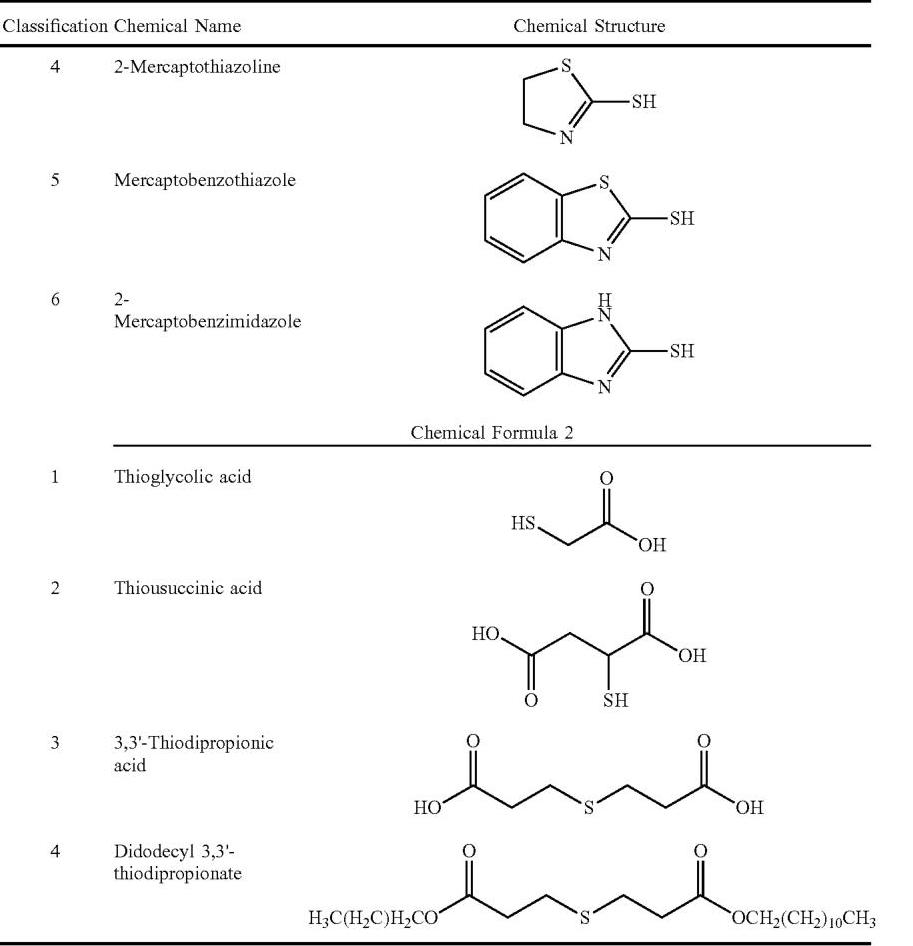 Classification Chemical Name Chemical Structure
4 2-Mercaptothiazoline
S
SH
N
5 Mercaptobenzothiazole
S
SH
N
6 2-
Mercaptobenzimidazole
H
N
SH
N
Chemical Formula 2
1 Thioglycolic acid
O
HS
OH
2 Thiousuccinic acid
O
HO
OH
O SH
3 3,3'-Thiodipropionic
acid
O O
HO S OH
4 Didodecyl 3,3'-
thiodipropionate
O O
H₃C(H₂C)H₂CO S OCH₂(CH₂)₁₀CH₃